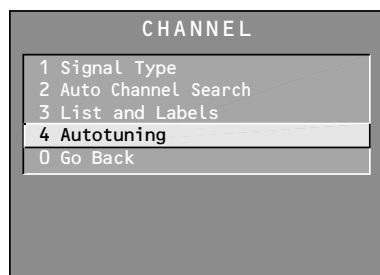 CHANNEL
1 Signal Type
2 Auto Channel Search
3 List and Labels
4 Autotuning
0 Go Back